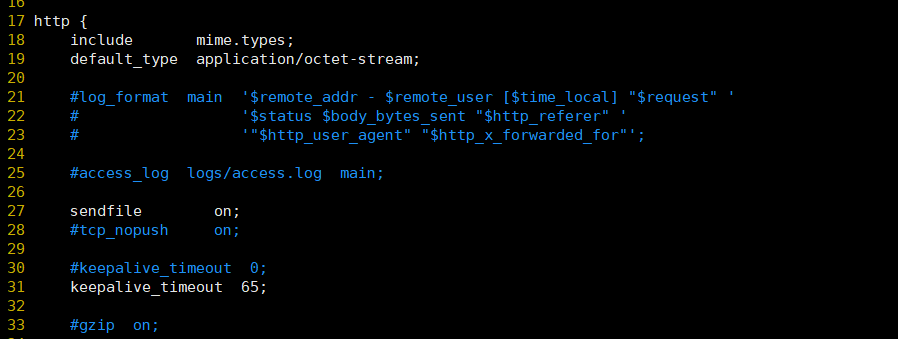 16
17 http {
18     include       mime.types;
19     default_type  application/octet-stream;
20
21     #log_format  main  '$remote_addr - $remote_user [$time_local] "$request" '
22     #                  '$status $body_bytes_sent "$http_referer" '
23     #                  '"$http_user_agent" "$http_x_forwarded_for"';
24
25     #access_log  logs/access.log  main;
26
27     sendfile        on;
28     #tcp_nopush     on;
29
30     #keepalive_timeout  0;
31     keepalive_timeout  65;
32
33     #gzip  on;